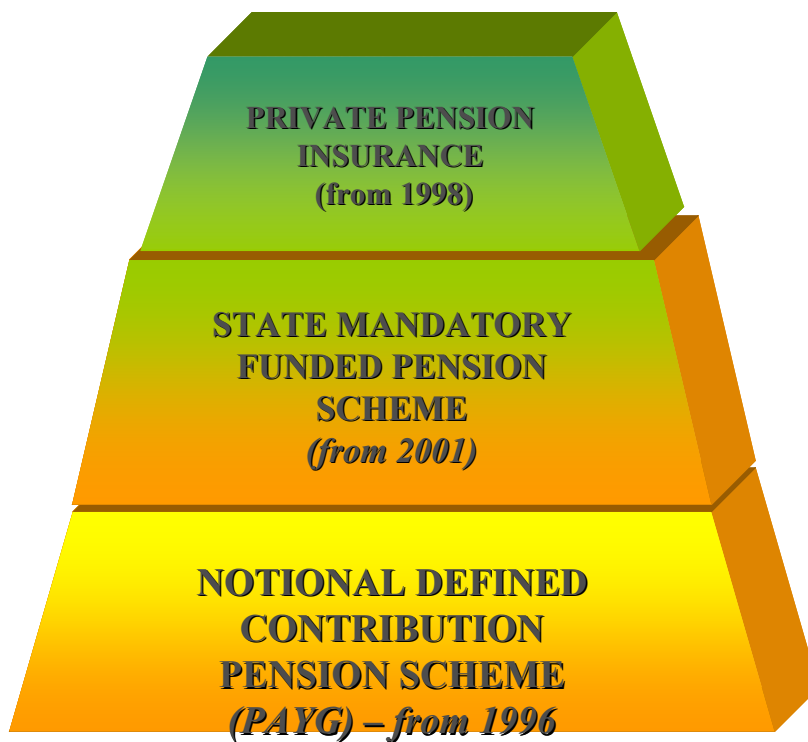 PRIVATE PENSION
INSURANCE
(from 1998)
STATE MANDATORY
FUNDED PENSION
SCHEME
(from 2001)
NOTIONAL DEFINED
CONTRIBUTION
PENSION SCHEME
(PAYG) – from 1996